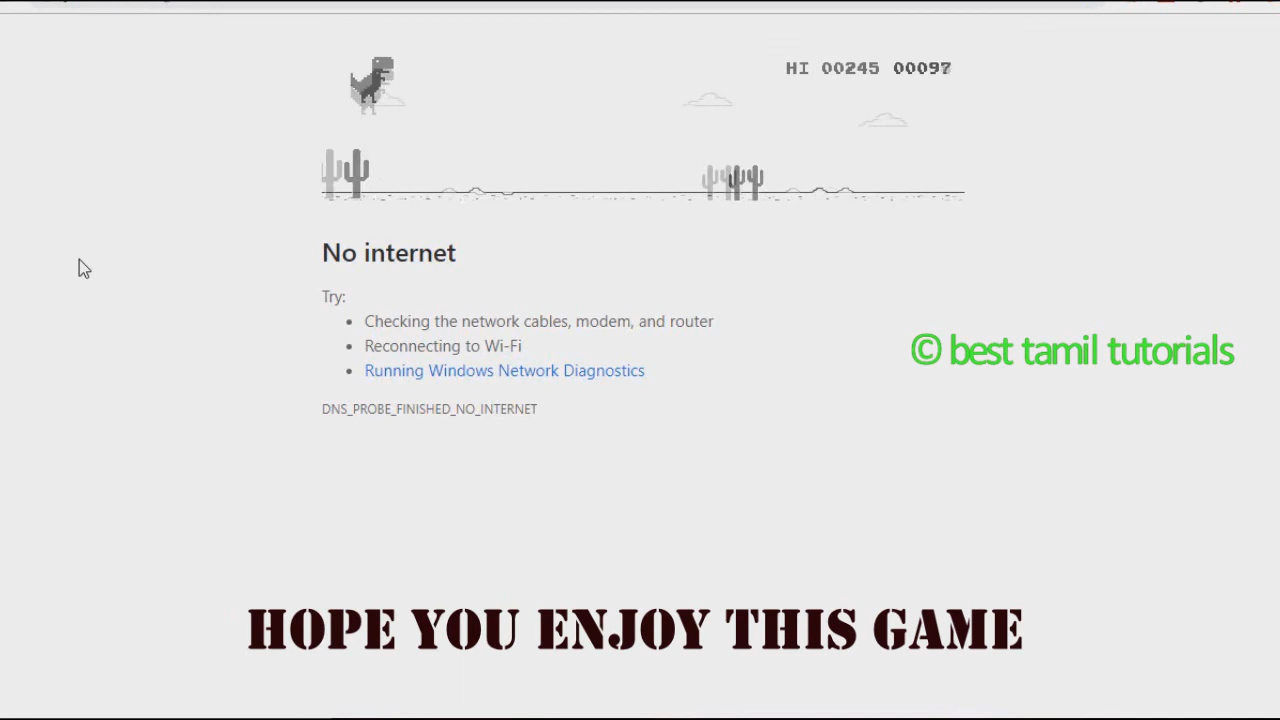 HI 00245 00097
No internet
Try:
Checking the network cables, modem, and router
Reconnecting to Wi-Fi
Running Windows Network Diagnostics
© best tamil tutorials
DNS_PROBE_FINISHED_NO_INTERNET
HOPE YOU ENJOY THIS GAME